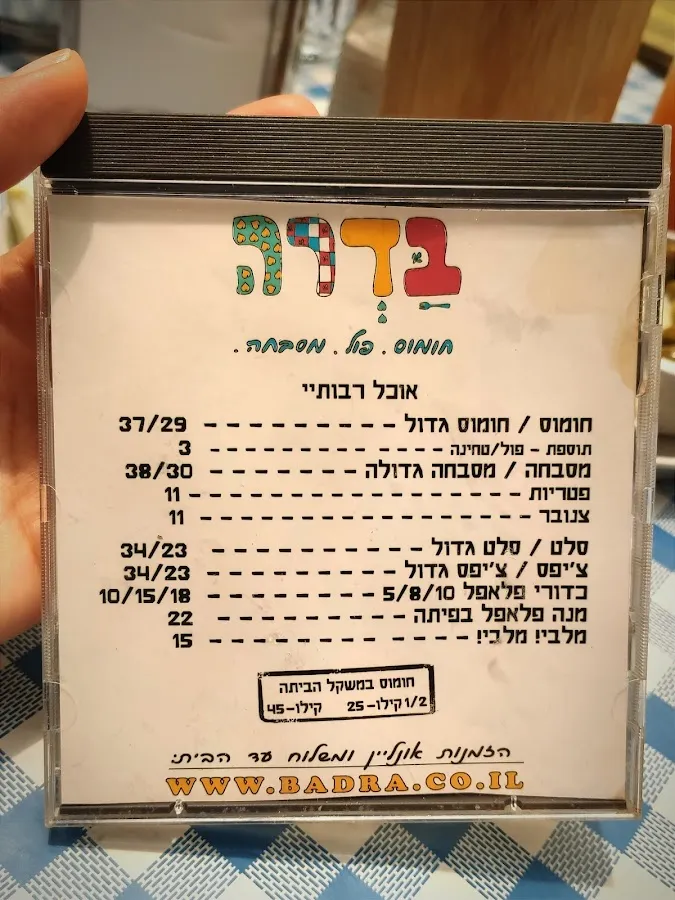 בדרה
חומוס. פול. מסבחה.
אוכל רבותיי
חומוס / חומוס גדול - - - - - - - - - - 37/29
תוספת - פול/טחינה - - - - - - - - - - - - - 3
מסבחה / מסבחה גדולה - - - - - - - 38/30
פטריות - - - - - - - - - - - - - - - - - - 11
צנובר - - - - - - - - - - - - - - - - - - 11
סלט / סלט גדול - - - - - - - - - - - - 34/23
צ'יפס / צ'יפס גדול - - - - - - - - - - 34/23
כדורי פלאפל 5/8/10 - - - - - - - - - 10/15/18
מנה פלאפל בפיתה - - - - - - - - - - - 22
מלבי! מלבי! - - - - - - - - - - - - - - 15
חומוס במשקל הביתה
1/2 קילו-25 קילו-45
הזמנות אונליין ומשלוח עד הבית:
WWW.BADRA.CO.IL